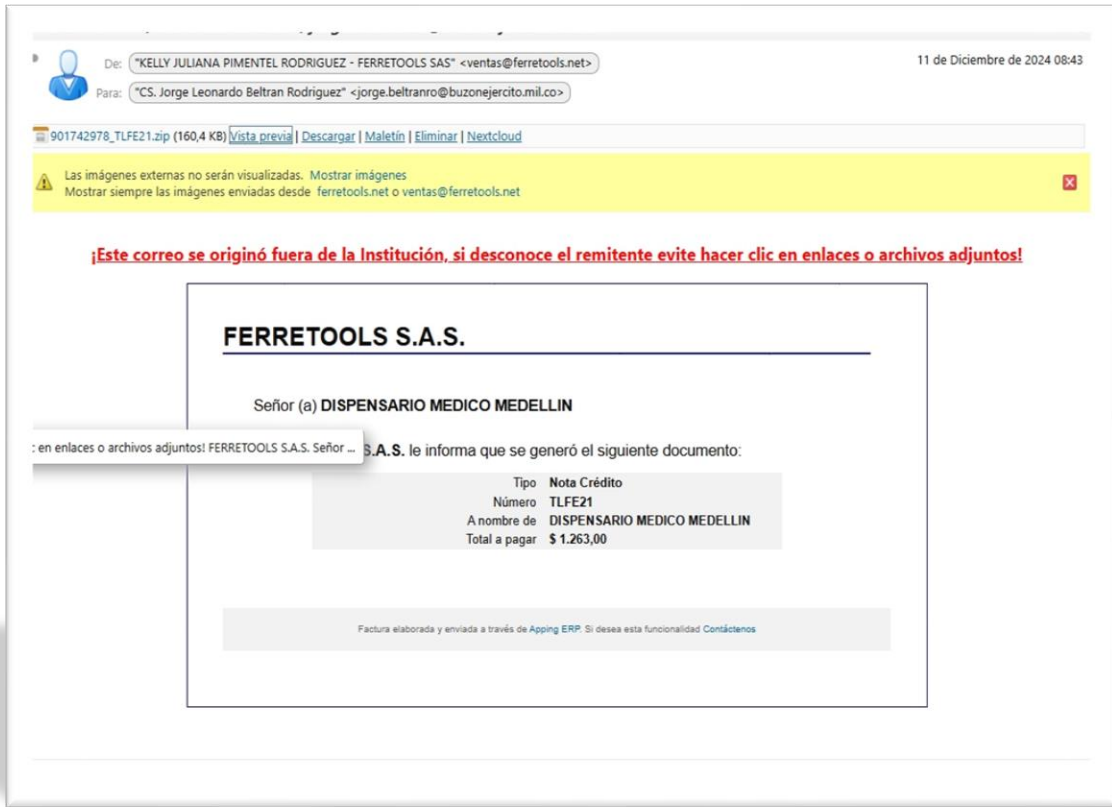 De: "KELLY JULIANA PIMENTEL RODRIGUEZ - FERRETOOLS SAS" <ventas@ferretools.net>
11 de Diciembre de 2024 08:43
Para: "CS. Jorge Leonardo Beltran Rodriguez" <jorge.beltranro@buzonejercito.mil.co>
901742978_TLFE21.zip (160,4 KB) Vista previa | Descargar | Maletín | Eliminar | Nextcloud
Las imágenes externas no serán visualizadas. Mostrar imágenes
Mostrar siempre las imágenes enviadas desde ferretools.net o ventas@ferretools.net
¡Este correo se originó fuera de la Institución, si desconoce el remitente evite hacer clic en enlaces o archivos adjuntos!
FERRETOOLS S.A.S.
Señor (a) DISPENSARIO MEDICO MEDELLIN
en enlaces o archivos adjuntos! FERRETOOLS S.A.S. Señor ...
S.A.S. le informa que se generó el siguiente documento:
Tipo Nota Crédito
Número TLFE21
A nombre de DISPENSARIO MEDICO MEDELLIN
Total a pagar $ 1.263,00
Factura elaborada y enviada a través de Apping ERP. Si desea esta funcionalidad Contáctenos